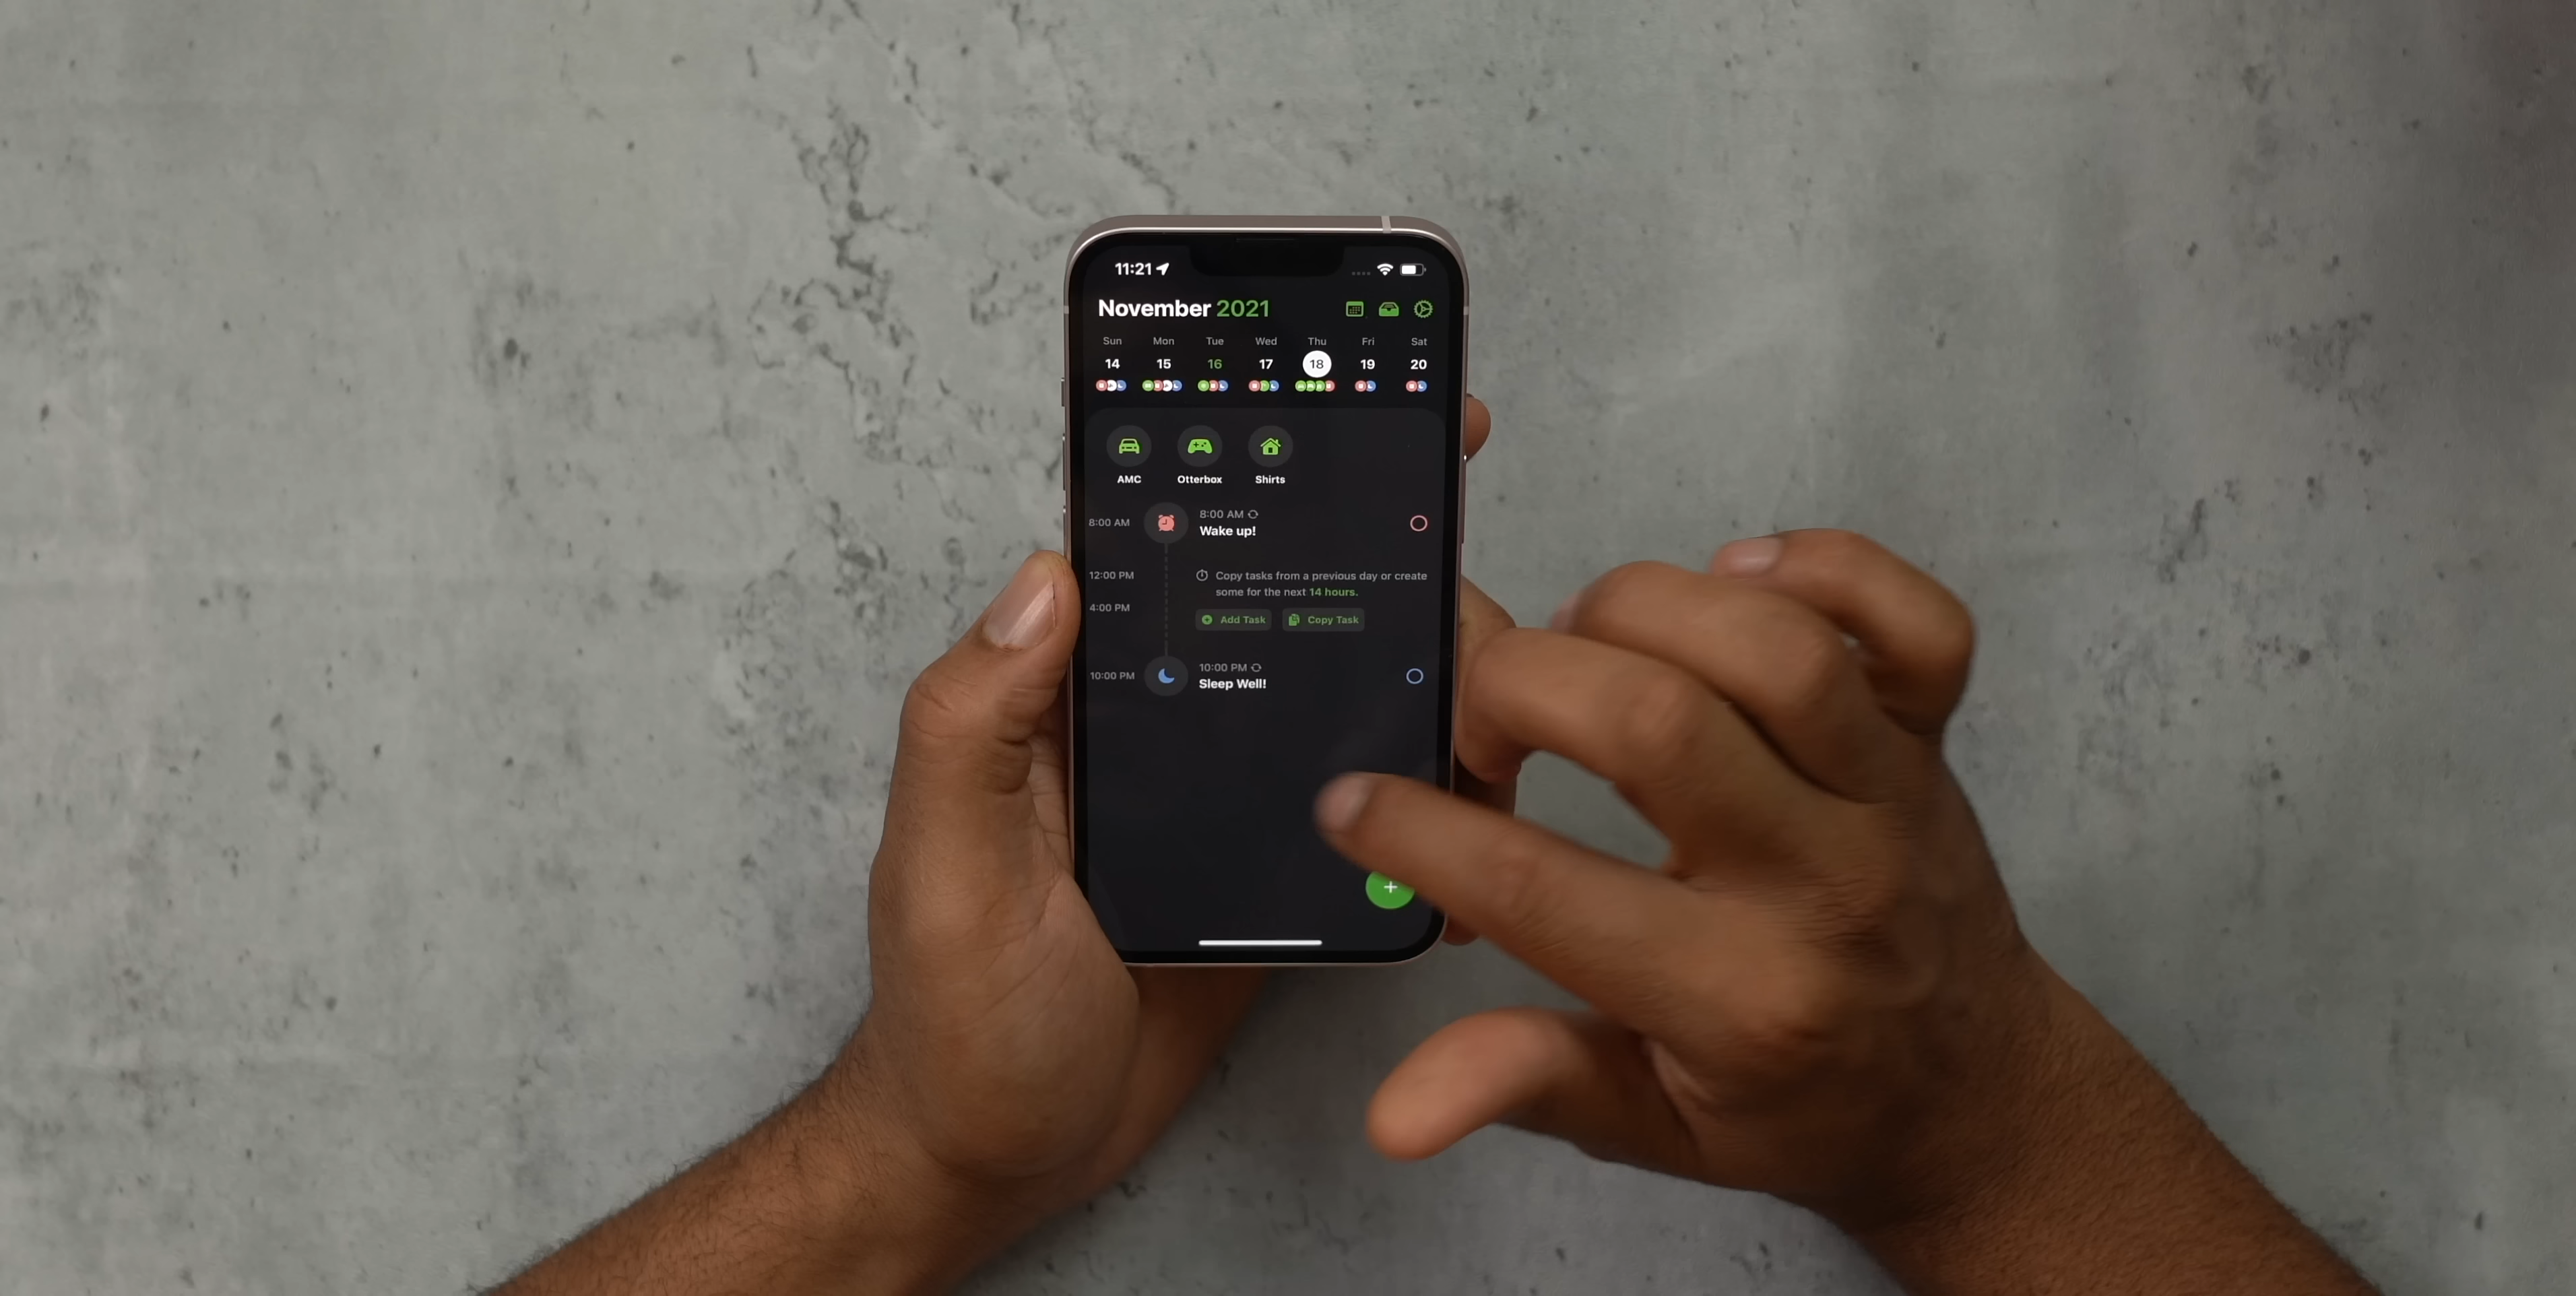 11:21
November 2021
Sun Mon Tue Wed Thu Fri Sat
14 15 16 17 18 19 20
AMC Otterbox Shirts
8:00 AM
8:00 AM
Wake up!
12:00 PM
Copy tasks from a previous day or create
some for the next 14 hours.
4:00 PM
Add Task Copy Task
10:00 PM
10:00 PM
Sleep Well!
+